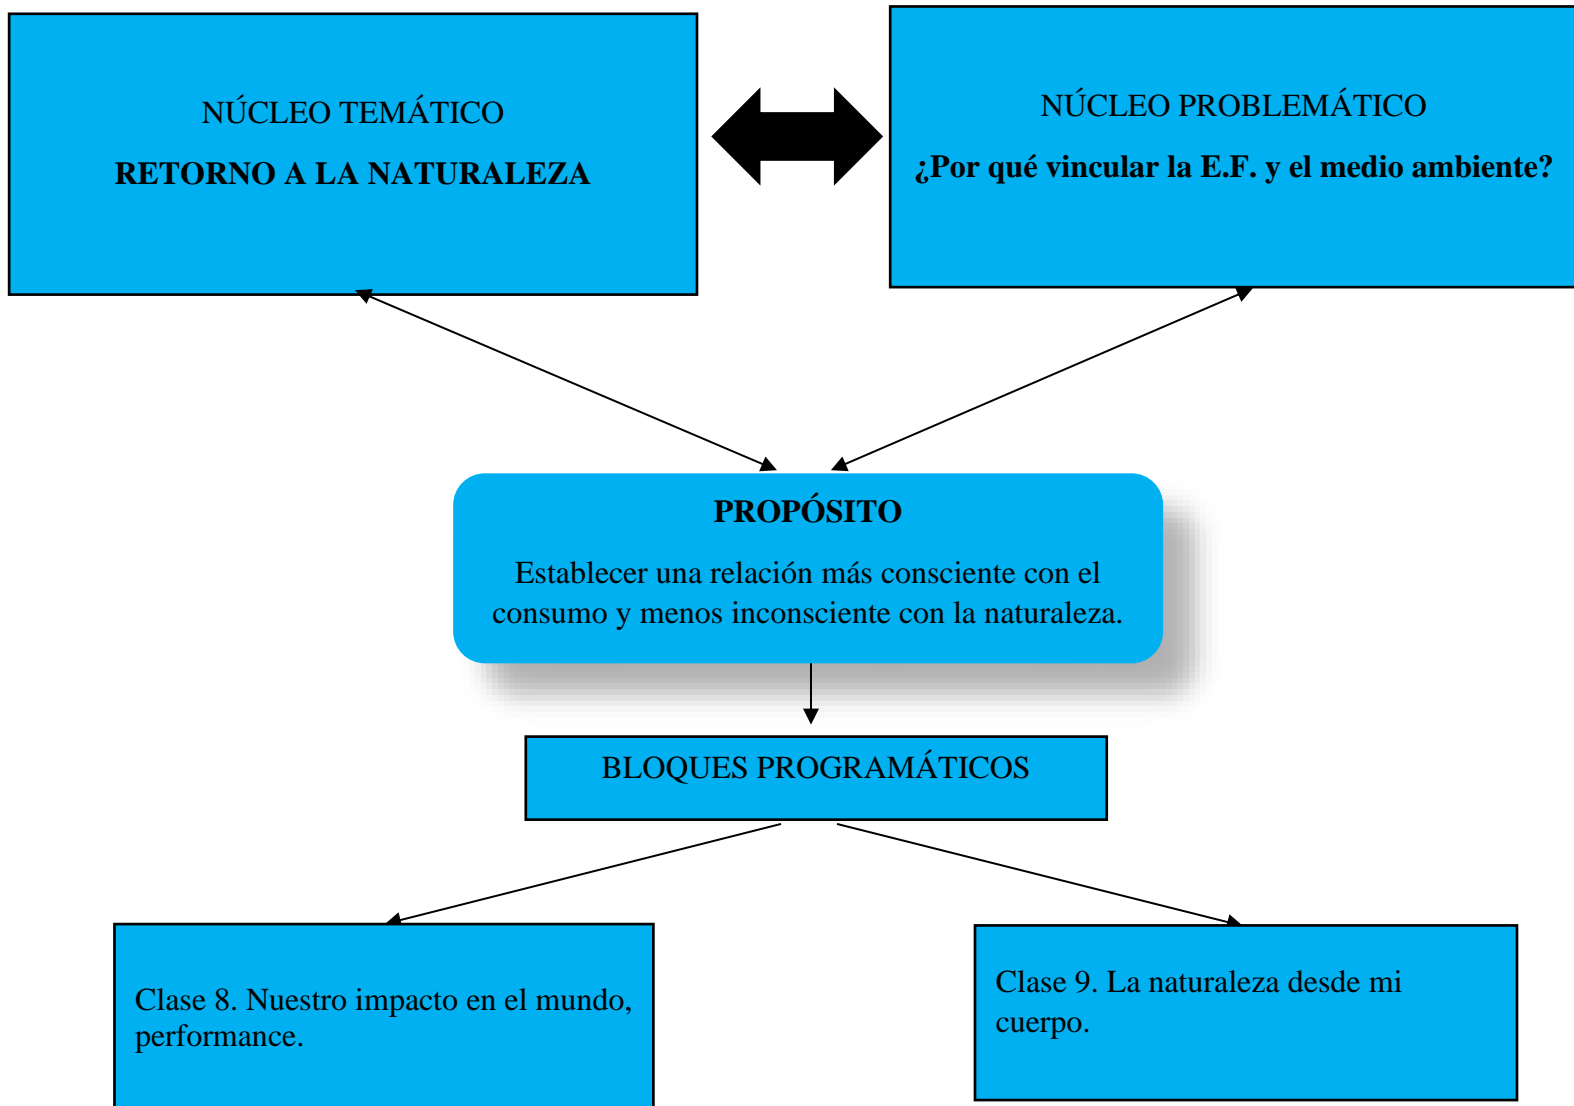 NÚCLEO TEMÁTICO
RETORNO A LA NATURALEZA
NÚCLEO PROBLEMÁTICO
¿Por qué vincular la E.F. y el medio ambiente?
PROPÓSITO
Establecer una relación más consciente con el
consumo y menos inconsciente con la naturaleza.
BLOQUES PROGRAMÁTICOS
Clase 8. Nuestro impacto en el mundo,
performance.
Clase 9. La naturaleza desde mi
cuerpo.